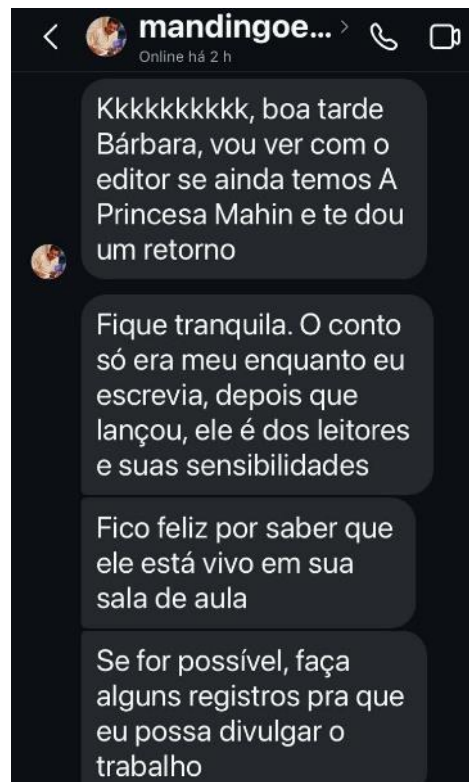 mandingoe...
Online há 2 h
Kkkkkkkkkk, boa tarde
Bárbara, vou ver com o
editor se ainda temos A
Princesa Mahin e te dou
um retorno
Fique tranquila. O conto
só era meu enquanto eu
escrevia, depois que
lançou, ele é dos leitores
e suas sensibilidades
Fico feliz por saber que
ele está vivo em sua
sala de aula
Se for possível, faça
alguns registros pra que
eu possa divulgar o
trabalho